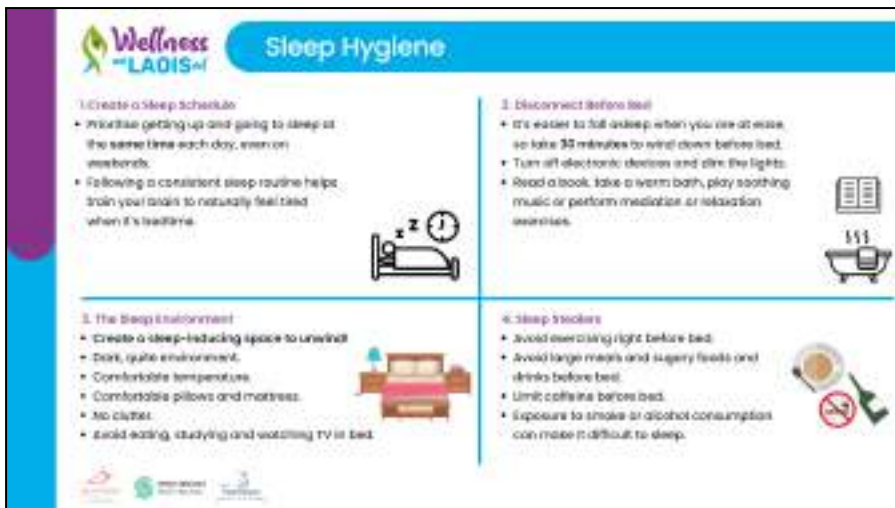 Wellness
LAOIS
Sleep Hygiene
1. Create a Sleep Schedule
• Prioritise getting up and going to sleep at
the same time each day, even on
weekends.
• Following a consistent sleep routine helps
train your brain to naturally feel tired
when it's bedtime.
z z
2. Disconnect Before Bed
• It's easier to fall asleep when you are at ease,
so take 30 minutes to wind down before bed.
• Turn off electronic devices and dim the lights.
• Read a book, take a warm bath, play soothing
music or perform mediation or relaxation
exercises.
3. The Sleep Environment
• Create a sleep-inducing space to unwind!
• Dark, quite environment.
• Comfortable temperature.
• Comfortable pillows and mattress.
• No clutter.
• Avoid eating, studying and watching TV in bed.
4. Sleep Stealers
• Avoid exercising right before bed.
• Avoid large meals and sugary foods and
drinks before bed.
• Limit caffeine before bed.
• Exposure to smoke or alcohol consumption
can make it difficult to sleep.